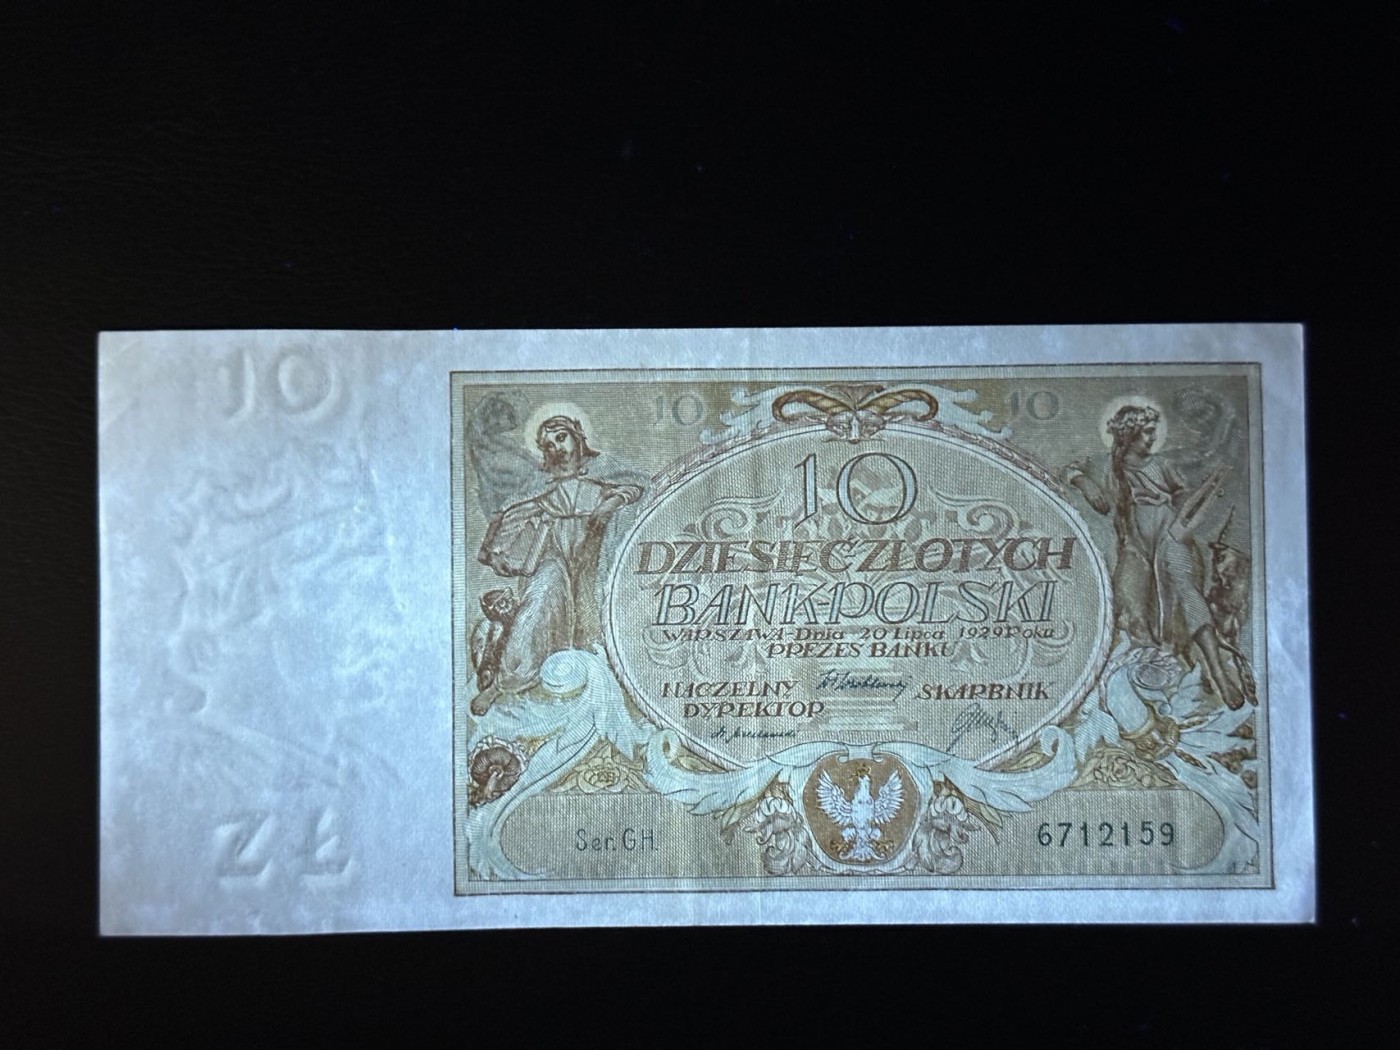 10
10 10
10
DZIESIĘĆ ZŁOTYCH
BANK POLSKI
WARSZAWA - Dnia 20 Lipca 1929 Roku
PREZES BANKU
NACZELNY SKARBNIK
DYREKTOR
Ser. GH. 6712159
Zł